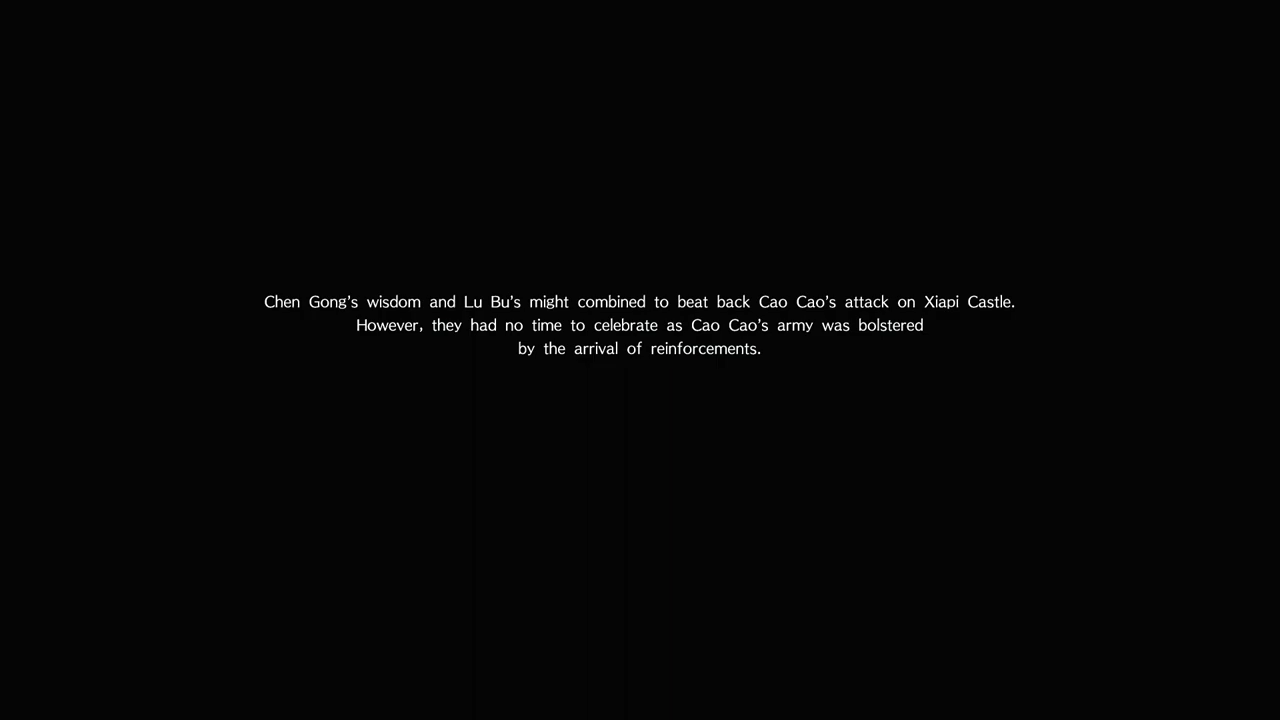 Chen Gong's wisdom and Lu Bu's might combined to beat back Cao Cao's attack on Xiapi Castle.
However, they had no time to celebrate as Cao Cao's army was bolstered
by the arrival of reinforcements.